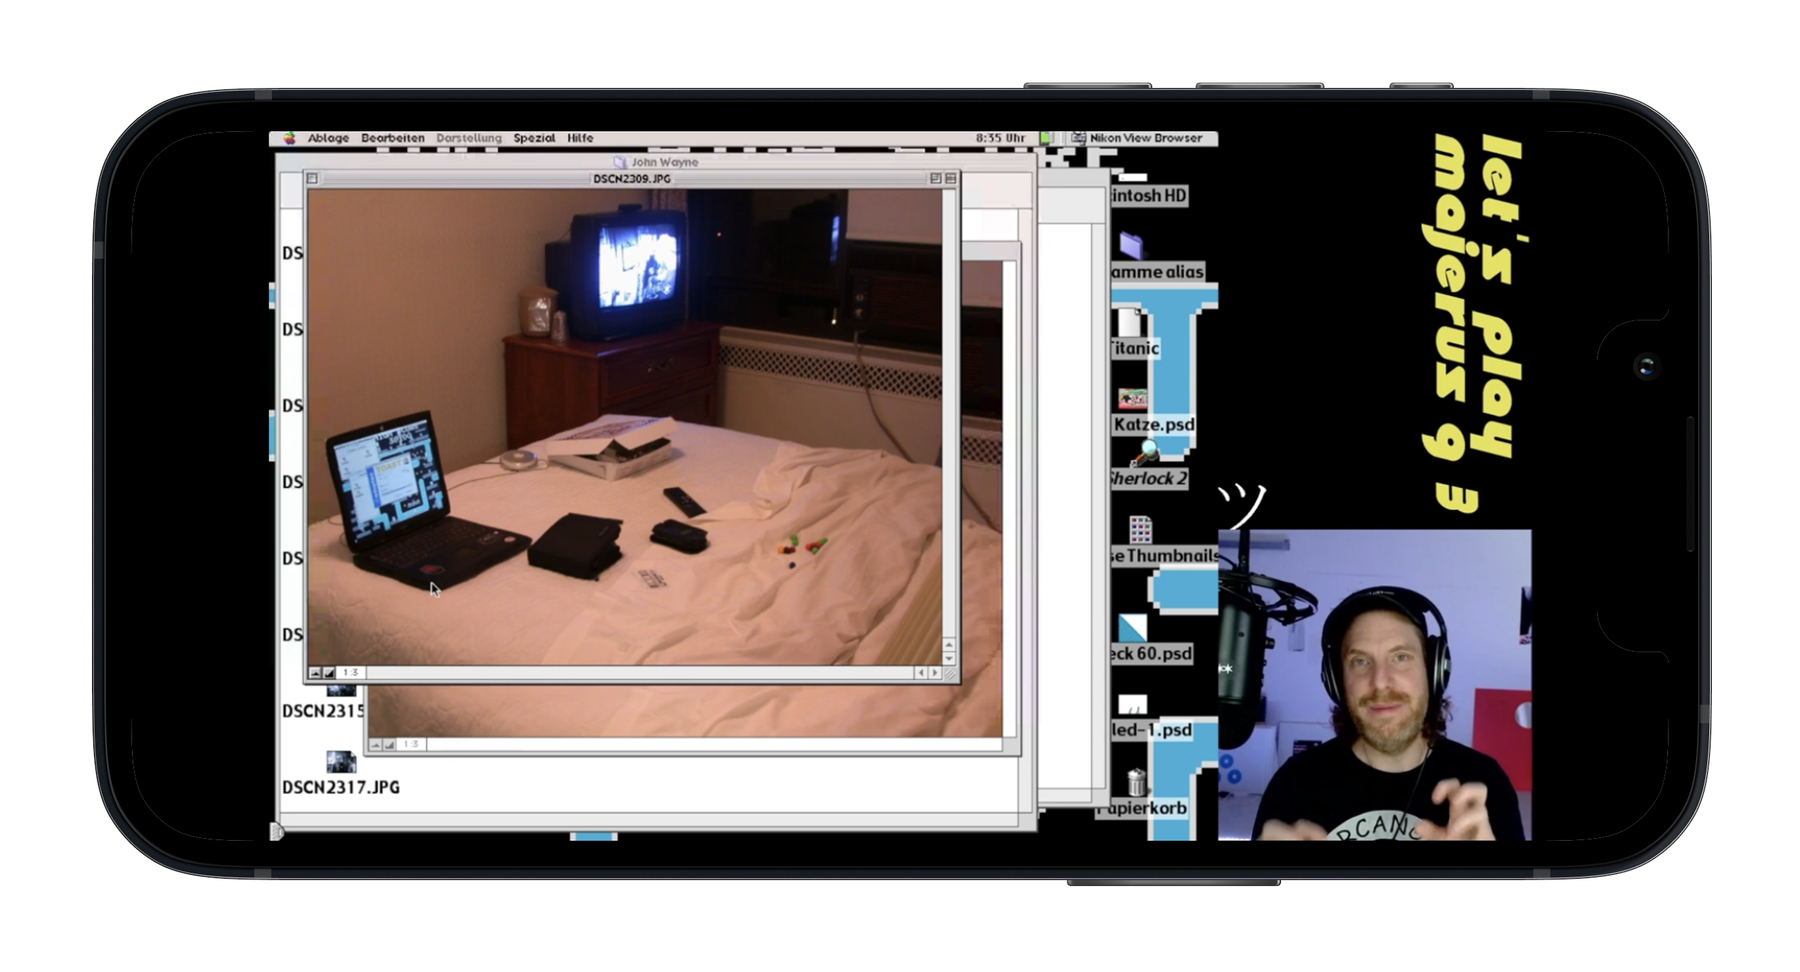 Ablage Bearbeiten Darstellung Spezial Hilfe
8:35 Uhr
Nikon View Browser
John Wayne
DSCN2309.JPG
DS
DS
DS
DS
DS
DS
DSCN2315
DSCN2317.JPG
1:3
1:3
intosh HD
amme alias
Titanic
Katze.psd
Sherlock 2
se Thumbnails
eck 60.psd
led-1.psd
Papierkorb
TOAST
let's play
majerus g 3
ツ
RCANO